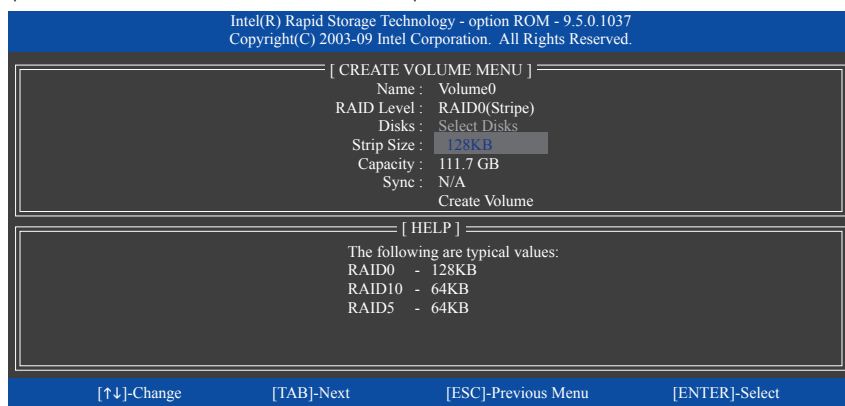 Intel(R) Rapid Storage Technology - option ROM - 9.5.0.1037
Copyright(C) 2003-09 Intel Corporation. All Rights Reserved.
[ CREATE VOLUME MENU ]
Name : Volume0
RAID Level : RAID0(Stripe)
Disks : Select Disks
Strip Size : 128KB
Capacity : 111.7 GB
Sync : N/A
Create Volume
[ HELP ]
The following are typical values:
RAID0 - 128KB
RAID10 - 64KB
RAID5 - 64KB
[↑↓]-Change [TAB]-Next [ESC]-Previous Menu [ENTER]-Select